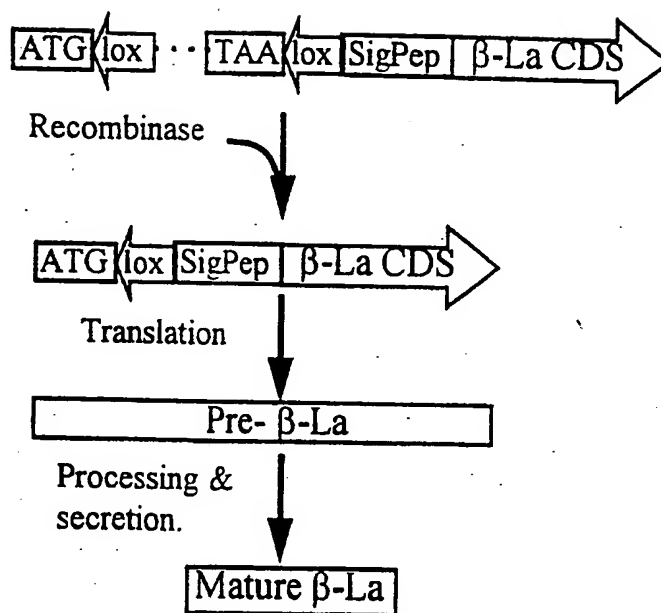 ATG lox ··· TAA lox SigPep β-La CDS
Recombinase
ATG lox SigPep β-La CDS
Translation
Pre- β-La
Processing &
secretion.
Mature β-La